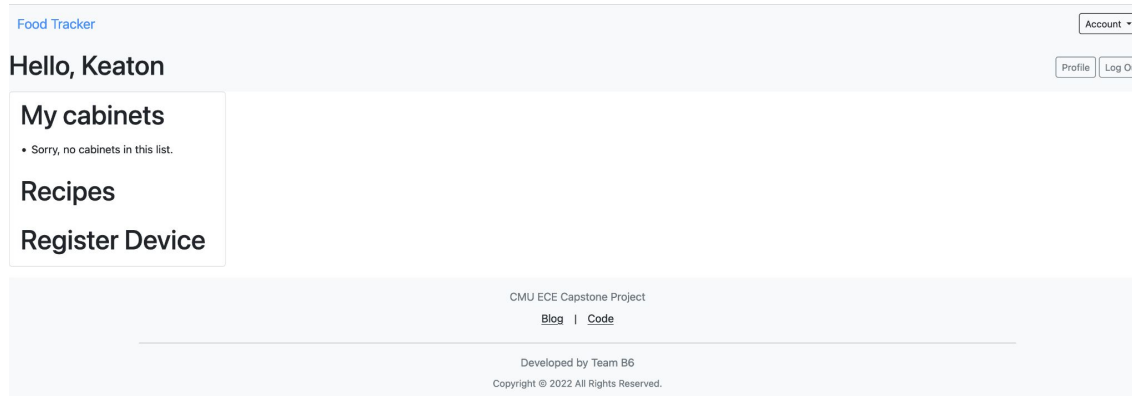 Food Tracker
Account
Hello, Keaton
Profile
Log O
My cabinets
• Sorry, no cabinets in this list.
Recipes
Register Device
CMU ECE Capstone Project
Blog | Code
Developed by Team B6
Copyright © 2022 All Rights Reserved.